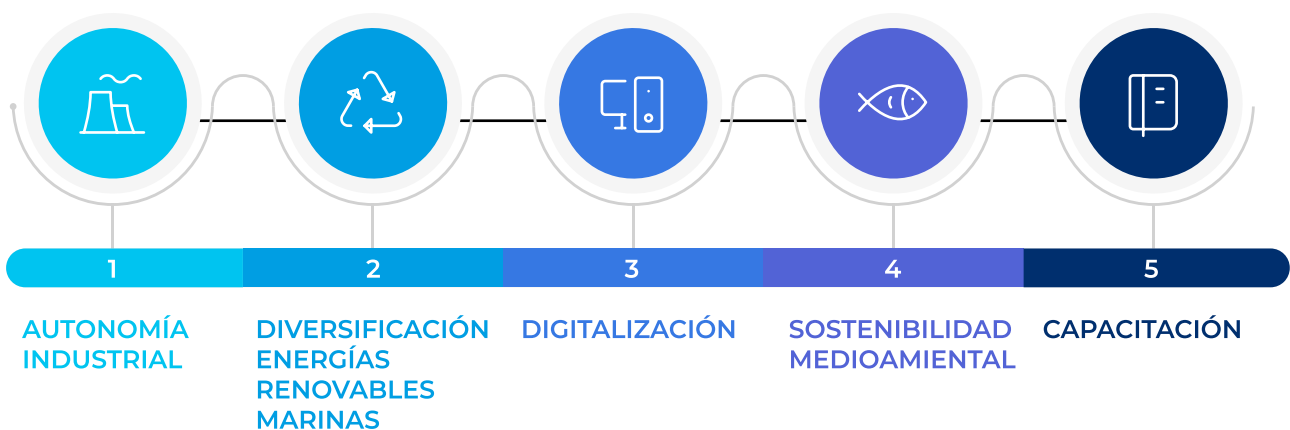 1
2
3
4
5
AUTONOMÍA
INDUSTRIAL
DIVERSIFICACIÓN
ENERGÍAS
RENOVABLES
MARINAS
DIGITALIZACIÓN
SOSTENIBILIDAD
MEDIOAMIENTAL
CAPACITACIÓN